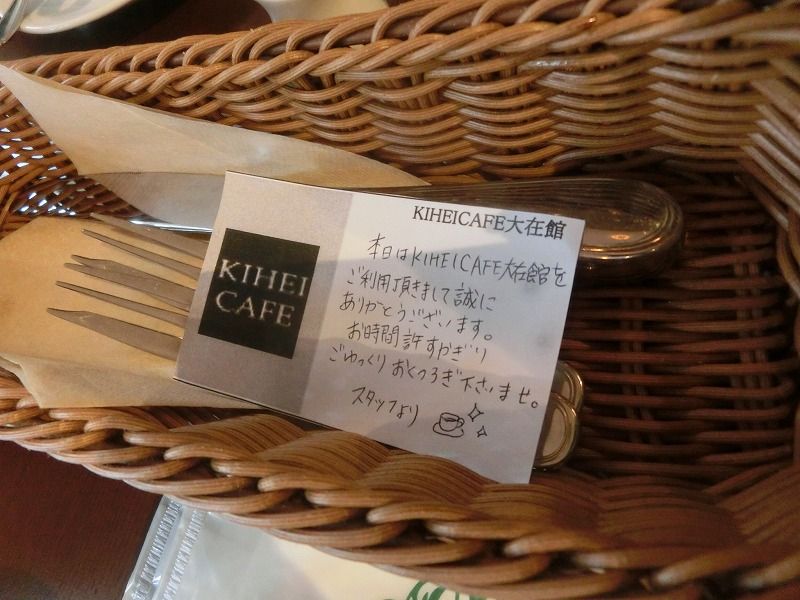 KIHEI
CAFE
KIHEICAFE大在館
本日はKIHEICAFE大在館を
ご利用頂きまして誠に
ありがとうございます。
お時間許すかぎり
ごゆっくりおくつろぎ下さいませ。
スタッフより